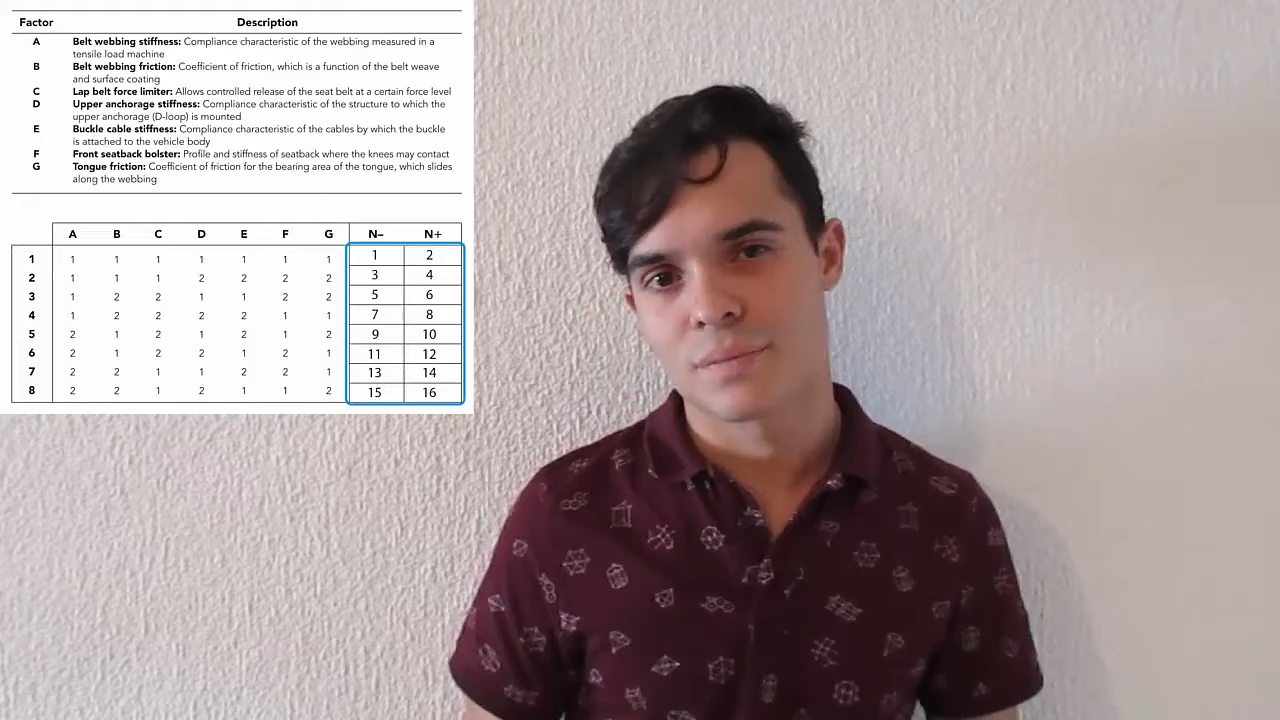 Factor Description
A Belt webbing stiffness: Compliance characteristic of the webbing measured in a
tensile load machine
B Belt webbing friction: Coefficient of friction, which is a function of the belt weave
and surface coating
C Lap belt force limiter: Allows controlled release of the seat belt at a certain force level
D Upper anchorage stiffness: Compliance characteristic of the structure to which the
upper anchorage (D-loop) is mounted
E Buckle cable stiffness: Compliance characteristic of the cables by which the buckle
is attached to the vehicle body
F Front seatback bolster: Profile and stiffness of seatback where the knees may contact
G Tongue friction: Coefficient of friction for the bearing area of the tongue, which slides
along the webbing
A B C D E F G N– N+
1 1 1 1 1 1 1 1 1 2
2 1 1 1 2 2 2 2 3 4
3 1 2 2 1 1 2 2 5 6
4 1 2 2 2 2 1 1 7 8
5 2 1 2 1 2 1 2 9 10
6 2 1 2 2 1 2 1 11 12
7 2 2 1 1 2 2 1 13 14
8 2 2 1 2 1 1 2 15 16